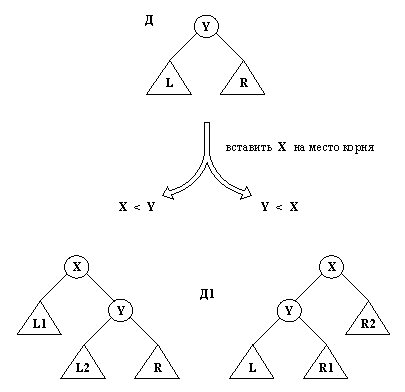 Д
Y
L R
вставить X на место корня
X < Y Y < X
X X
Д1
L1 Y Y R2
L2 R L R1